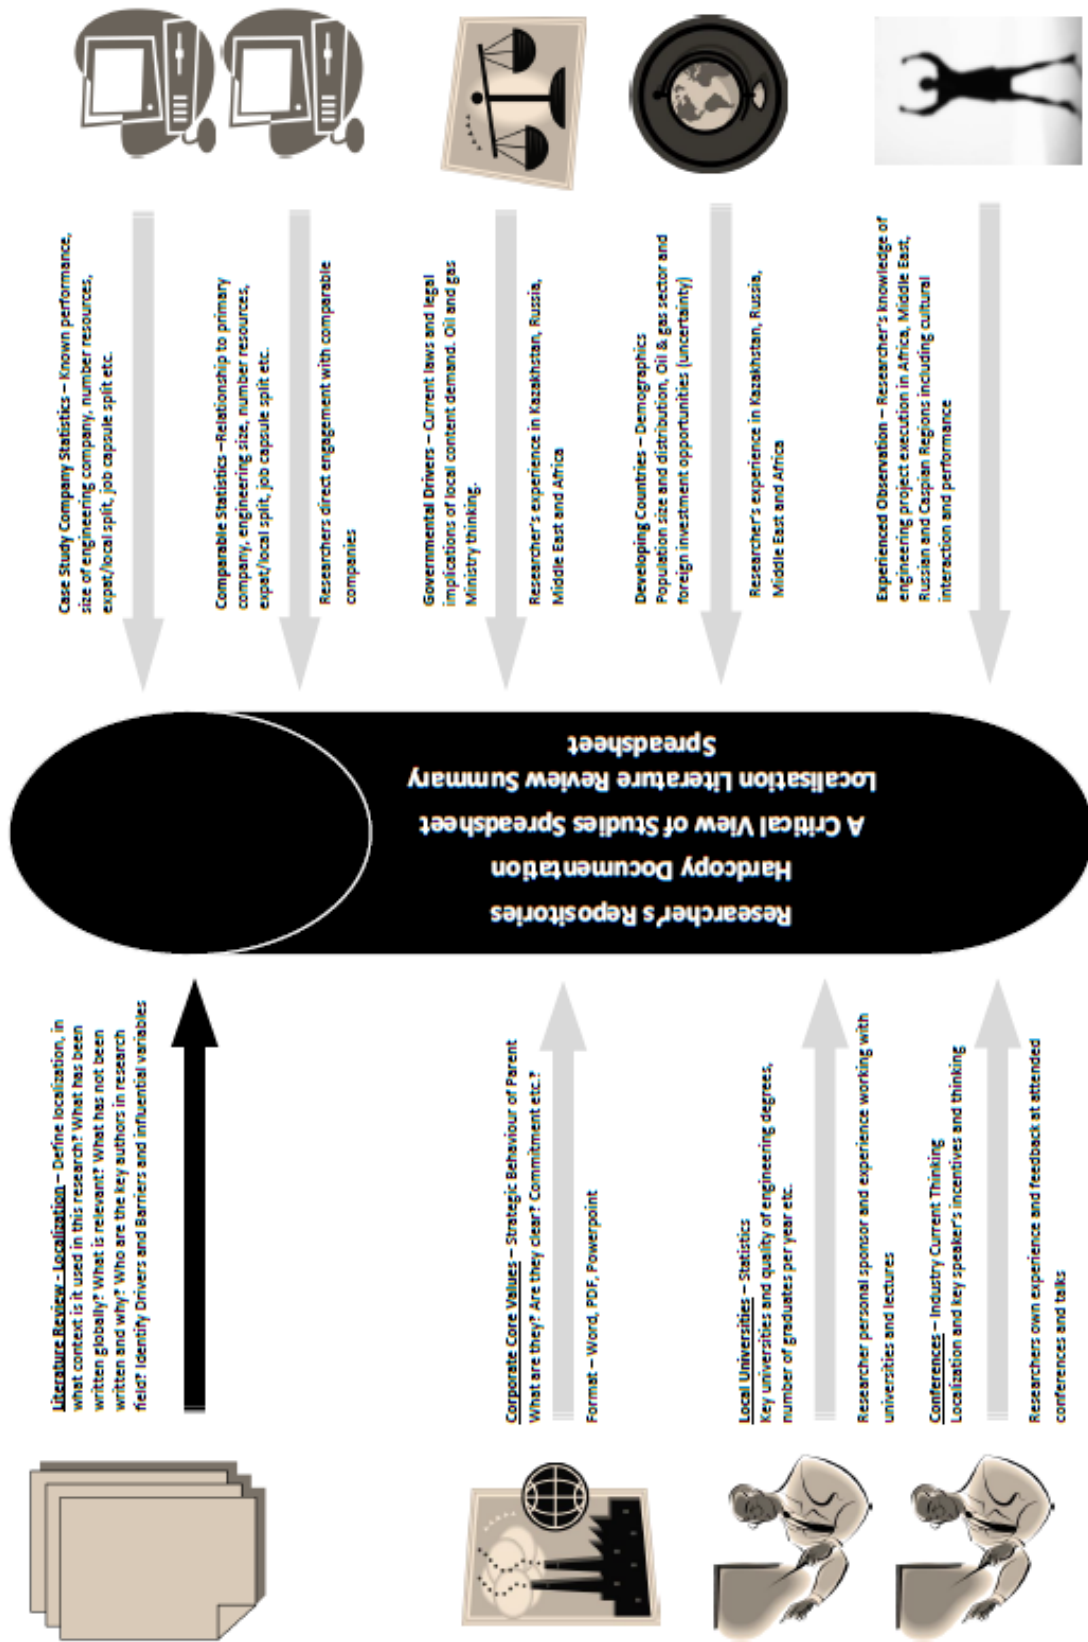 Literature Review - Localization – Define localization, in
what context is it used in this research? What has been
written globally? What is relevant? What has not been
written and why? Who are the key authors in research
field? Identify Drivers and Barriers and influential variables
Corporate Core Values – Strategic Behaviour of Parent
What are they? Are they clear? Commitment etc.?
Format – Word, PDF, Powerpoint
Local Universities – Statistics
Key universities and quality of engineering degrees,
number of graduates per year etc.
Researcher personal sponsor and experience working with
universities and lectures
Conferences – Industry Current Thinking
Localization and key speaker's incentives and thinking
Researchers own experience and feedback at attended
conferences and talks
Researcher's Repositories
Hardcopy Documentation
A Critical View of Studies Spreadsheet
Localisation Literature Review Summary
Spreadsheet
Case Study Company Statistics – Known performance,
size of engineering company, number resources,
expat/local split, job capsule split etc.
Comparable Statistics –Relationship to primary
company, engineering size, number resources,
expat/local split, job capsule split etc.
Researchers direct engagement with comparable
companies
Governmental Drivers – Current laws and legal
implications of local content demand. Oil and gas
Ministry thinking.
Researcher's experience in Kazakhstan, Russia,
Middle East and Africa
Developing Countries – Demographics
Population size and distribution, Oil & gas sector and
foreign investment opportunities (uncertainty)
Researcher's experience in Kazakhstan, Russia,
Middle East and Africa
Experienced Observation – Researcher's knowledge of
engineering project execution in Africa, Middle East,
Russian and Caspian Regions including cultural
interaction and performance